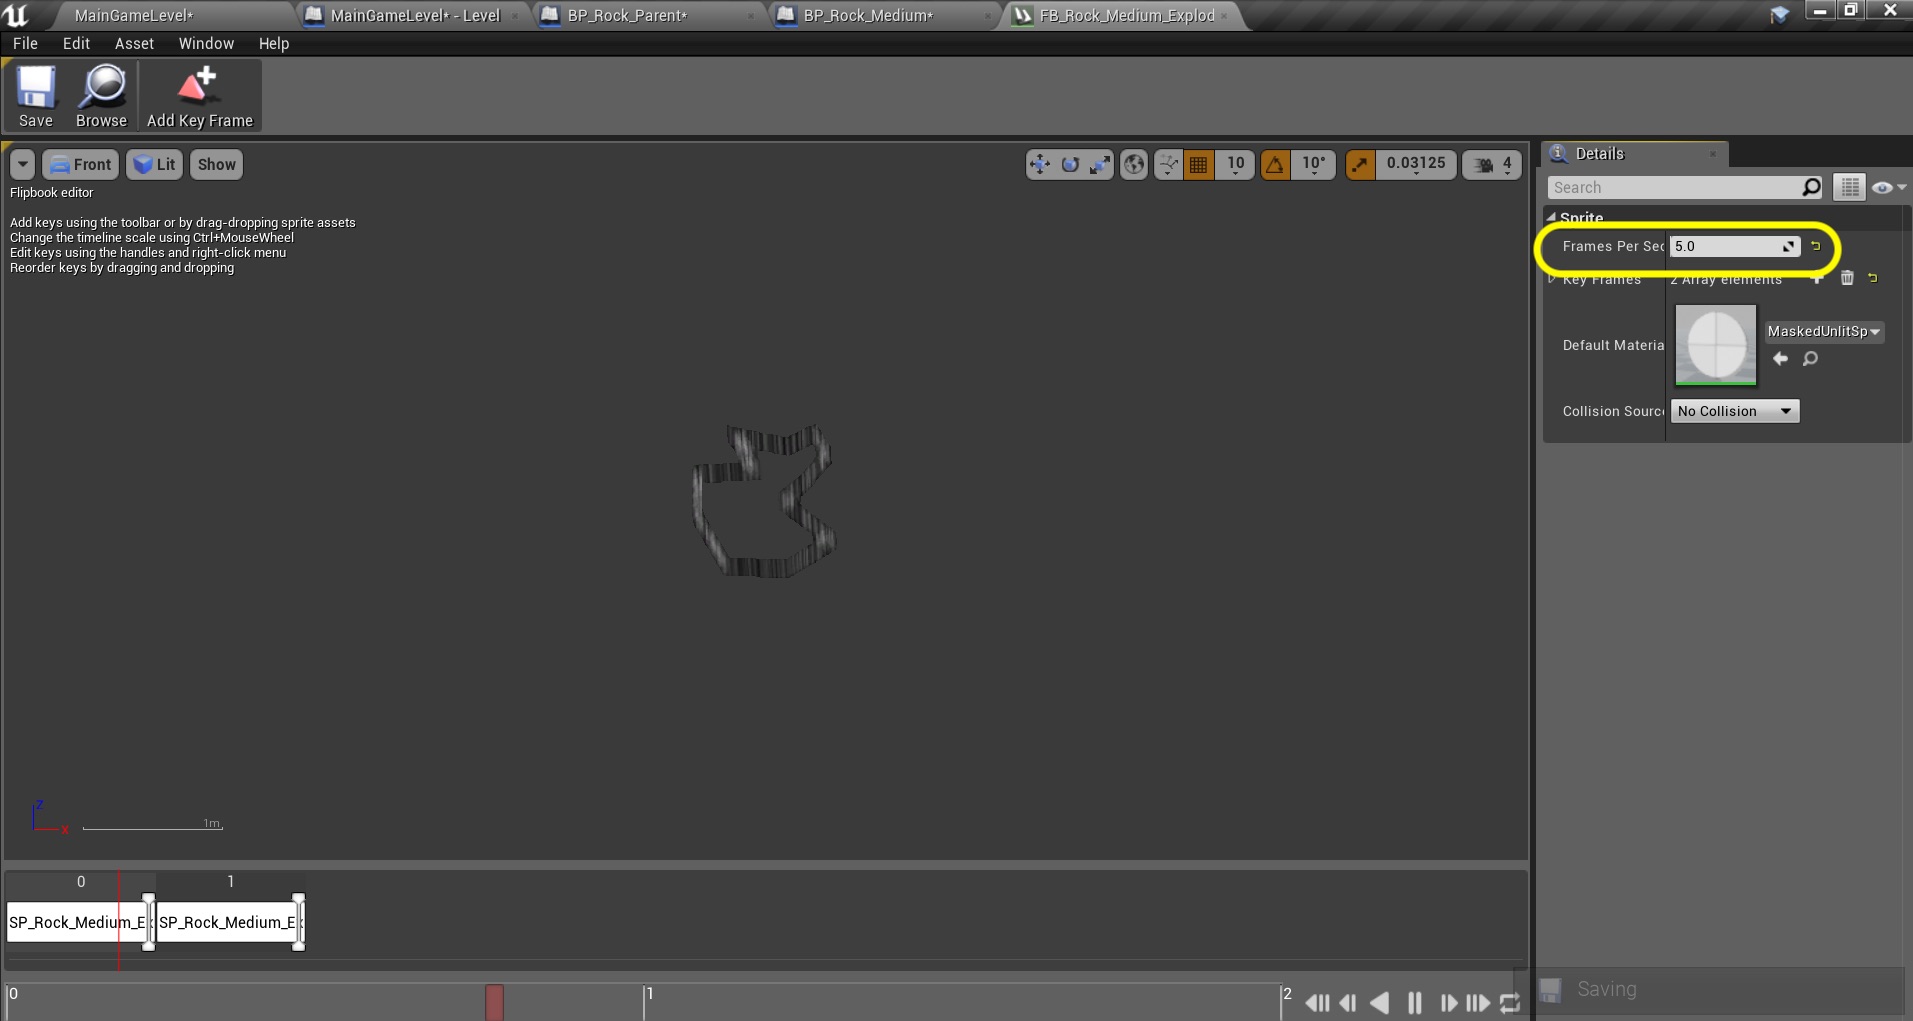 MainGameLevel*
MainGameLevel* - Level
BP_Rock_Parent*
BP_Rock_Medium*
FB_Rock_Medium_Explod
File Edit Asset Window Help
Save Browse Add Key Frame
Front Lit Show
10 10° 0.03125 4
Details
Flipbook editor
Search
Add keys using the toolbar or by drag-dropping sprite assets
Change the timeline scale using Ctrl+MouseWheel
Edit keys using the handles and right-click menu
Reorder keys by dragging and dropping
Sprite
Frames Per Sec 5.0
Key Frames 2 Array elements
Default Materia MaskedUnlitSp
Collision Sourc No Collision
Z
X
1m
0 1
SP_Rock_Medium_Ex SP_Rock_Medium_Ex
0 1 2
Saving